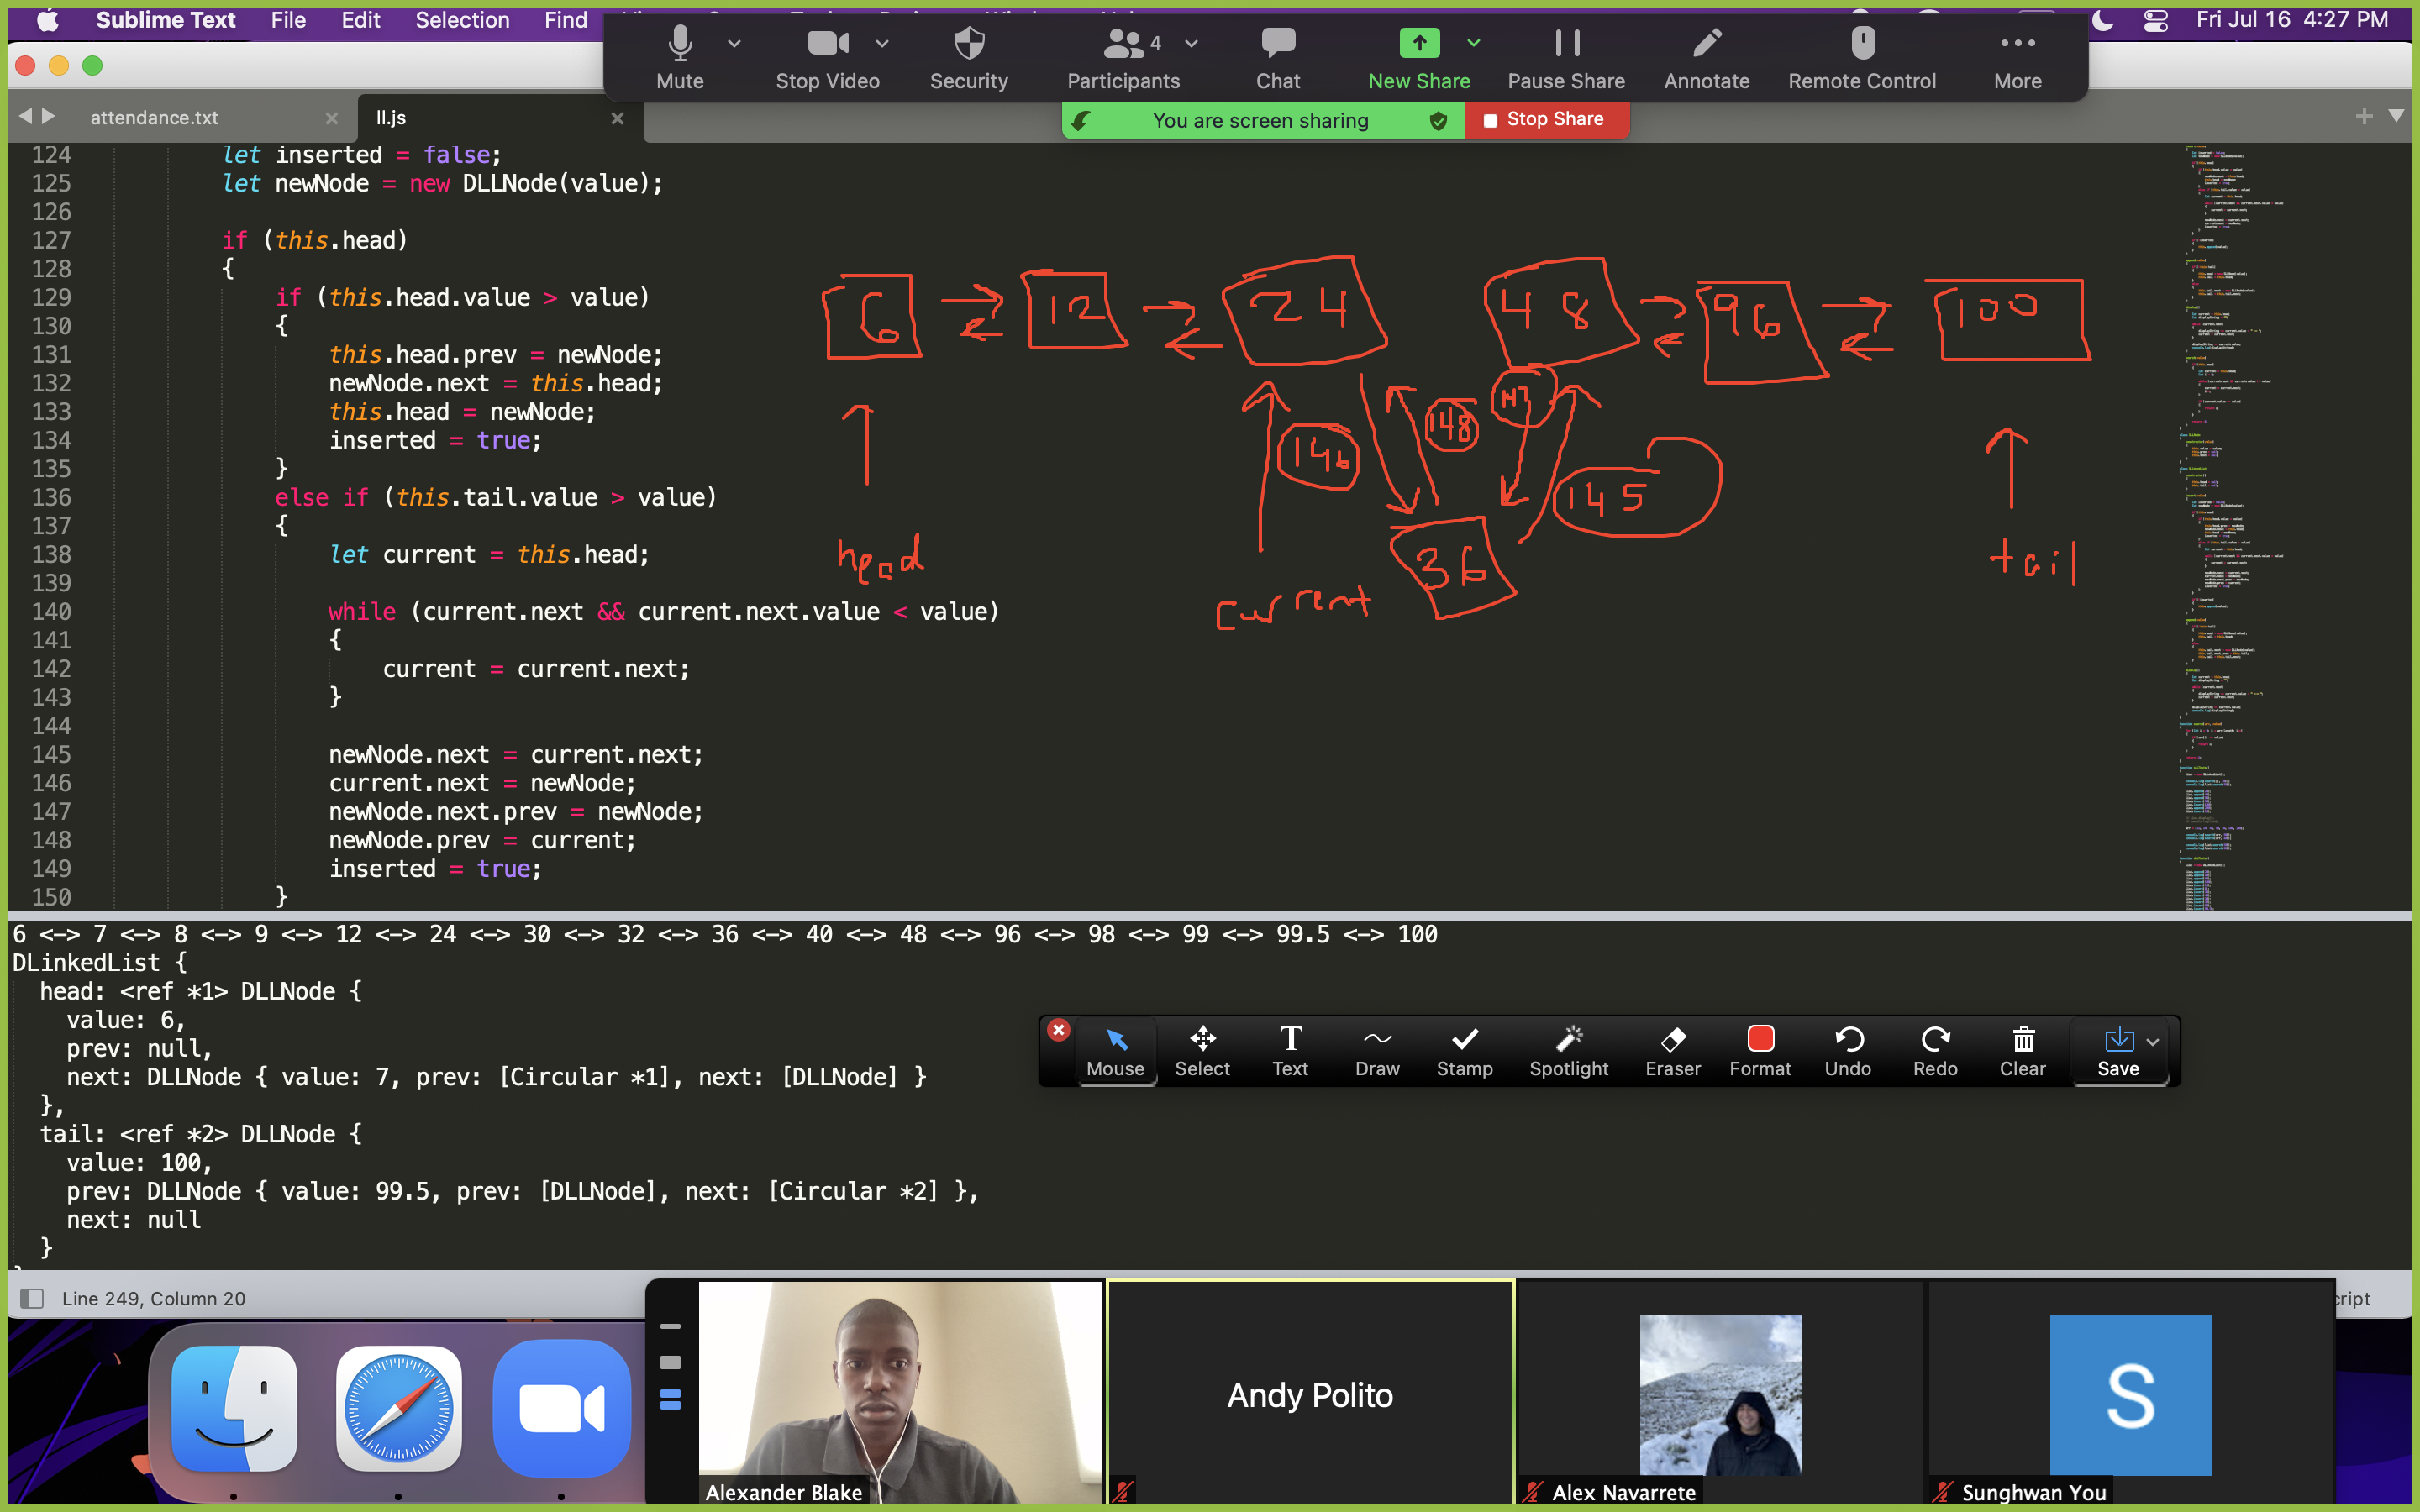 Sublime Text File Edit Selection Find
Fri Jul 16 4:27 PM
Mute Stop Video Security Participants 4 Chat New Share Pause Share Annotate Remote Control More
You are screen sharing Stop Share
attendance.txt ll.js
124 let inserted = false;
125 let newNode = new DLLNode(value);
126
127 if (this.head)
128 {
129 if (this.head.value > value)
130 {
131 this.head.prev = newNode;
132 newNode.next = this.head;
133 this.head = newNode;
134 inserted = true;
135 }
136 else if (this.tail.value > value)
137 {
138 let current = this.head;
139
140 while (current.next && current.next.value < value)
141 {
142 current = current.next;
143 }
144
145 newNode.next = current.next;
146 current.next = newNode;
147 newNode.next.prev = newNode;
148 newNode.prev = current;
149 inserted = true;
150 }
6 12 24 48 96 100
146 148 147 145
36
head current tail
6 <-> 7 <-> 8 <-> 9 <-> 12 <-> 24 <-> 30 <-> 32 <-> 36 <-> 40 <-> 48 <-> 96 <-> 98 <-> 99 <-> 99.5 <-> 100
DLinkedList {
head: <ref *1> DLLNode {
value: 6,
prev: null,
next: DLLNode { value: 7, prev: [Circular *1], next: [DLLNode] }
},
tail: <ref *2> DLLNode {
value: 100,
prev: DLLNode { value: 99.5, prev: [DLLNode], next: [Circular *2] },
next: null
}
Mouse Select Text Draw Stamp Spotlight Eraser Format Undo Redo Clear Save
Line 249, Column 20
cript
Andy Polito
S
Alexander Blake
Alex Navarrete
Sunghwan You